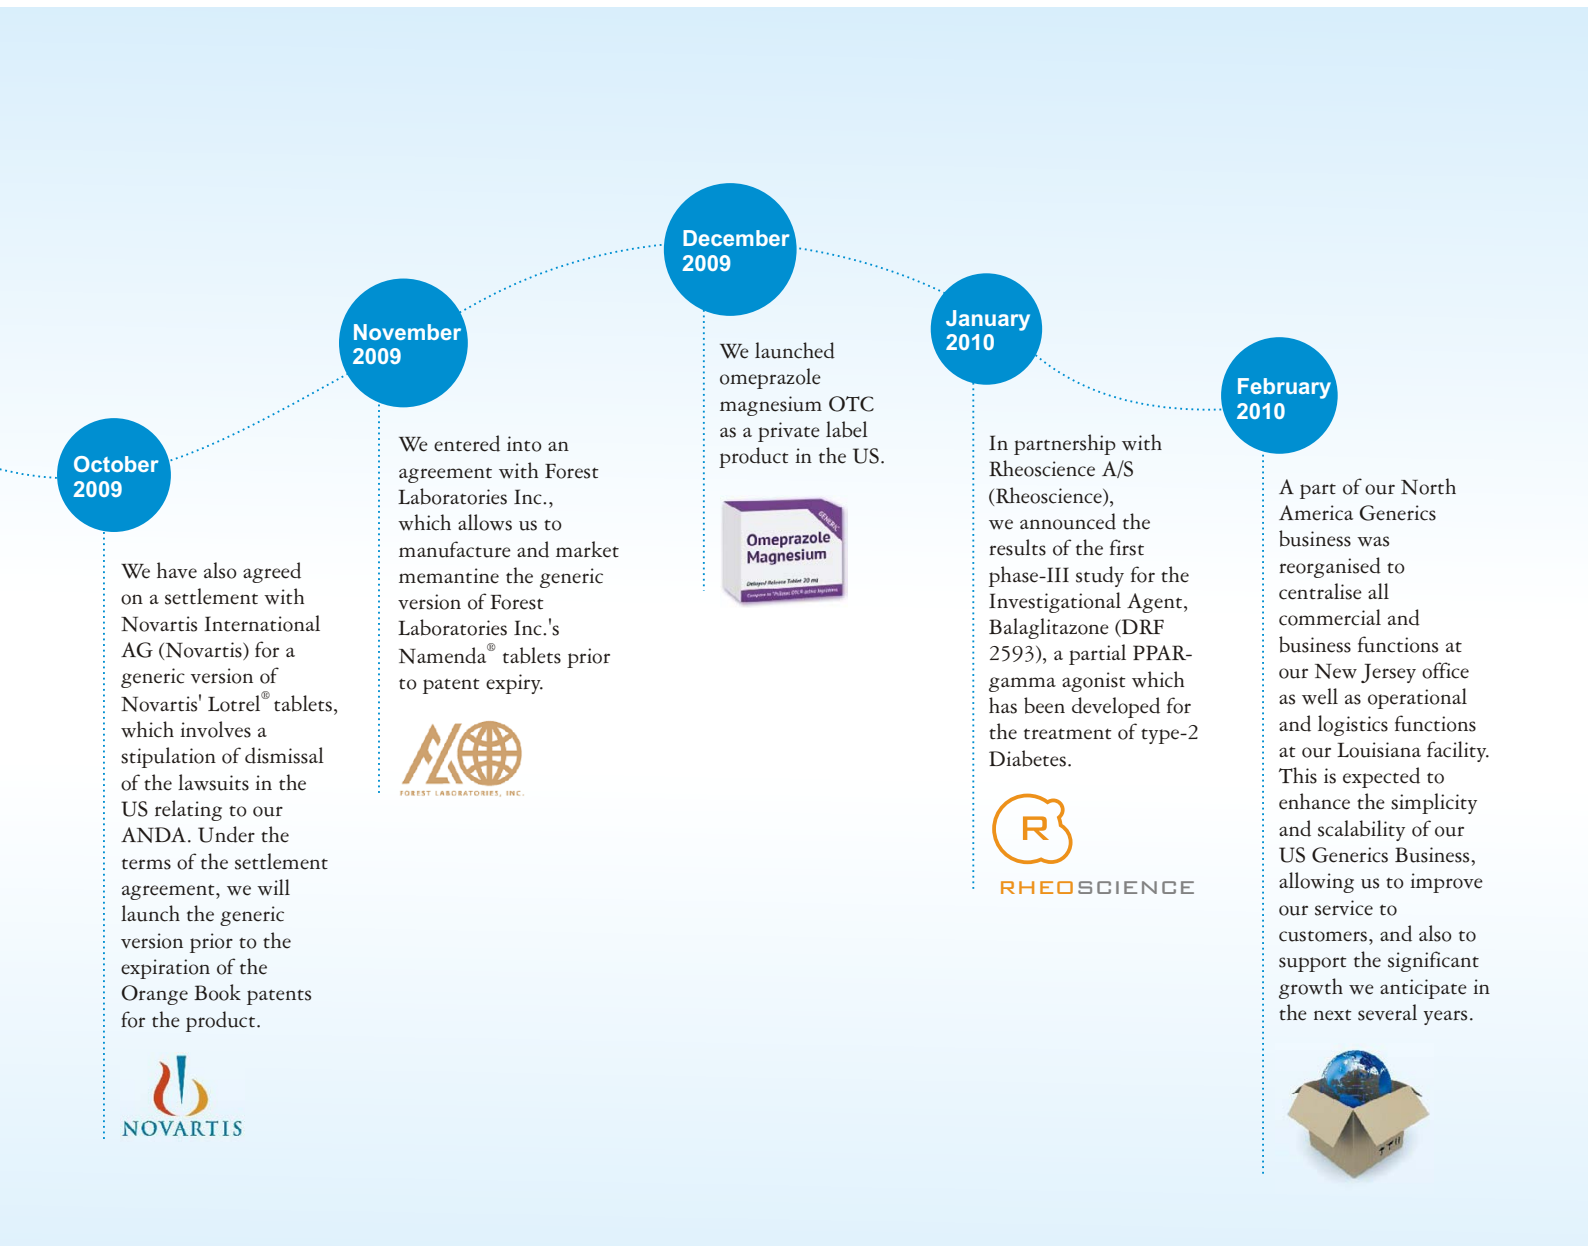 October
2009
We have also agreed
on a settlement with
Novartis International
AG (Novartis) for a
generic version of
Novartis' Lotrel® tablets,
which involves a
stipulation of dismissal
of the lawsuits in the
US relating to our
ANDA. Under the
terms of the settlement
agreement, we will
launch the generic
version prior to the
expiration of the
Orange Book patents
for the product.
NOVARTIS
November
2009
We entered into an
agreement with Forest
Laboratories Inc.,
which allows us to
manufacture and market
memantine the generic
version of Forest
Laboratories Inc.'s
Namenda® tablets prior
to patent expiry.
FOREST LABORATORIES, INC.
December
2009
We launched
omeprazole
magnesium OTC
as a private label
product in the US.
GENERIC
Omeprazole
Magnesium
Delayed Release Tablet 20 mg
January
2010
In partnership with
Rheoscience A/S
(Rheoscience),
we announced the
results of the first
phase-III study for the
Investigational Agent,
Balaglitazone (DRF
2593), a partial PPAR-
gamma agonist which
has been developed for
the treatment of type-2
Diabetes.
R
RHEOSCIENCE
February
2010
A part of our North
America Generics
business was
reorganised to
centralise all
commercial and
business functions at
our New Jersey office
as well as operational
and logistics functions
at our Louisiana facility.
This is expected to
enhance the simplicity
and scalability of our
US Generics Business,
allowing us to improve
our service to
customers, and also to
support the significant
growth we anticipate in
the next several years.